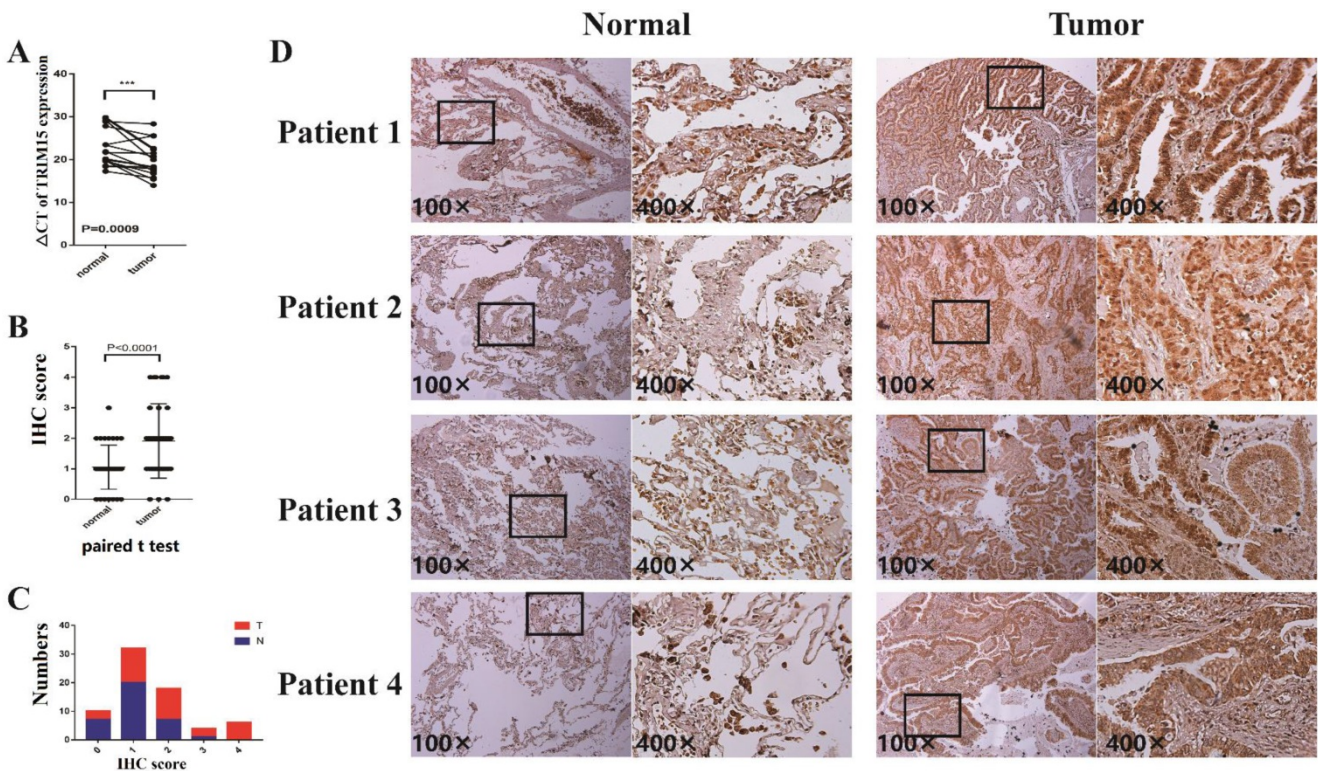 A
ΔCT of TRIM15 expression
40
30
20
10
0
***
P=0.0009
normal
tumor
B
IHC score
5
4
3
2
1
0
P<0.0001
normal
tumor
paired t test
C
Numbers
40
30
20
10
0
T
N
0
1
2
3
4
IHC score
D
Normal
Tumor
Patient 1
100×
400×
100×
400×
Patient 2
100×
400×
100×
400×
Patient 3
100×
400×
100×
400×
Patient 4
100×
400×
100×
400×